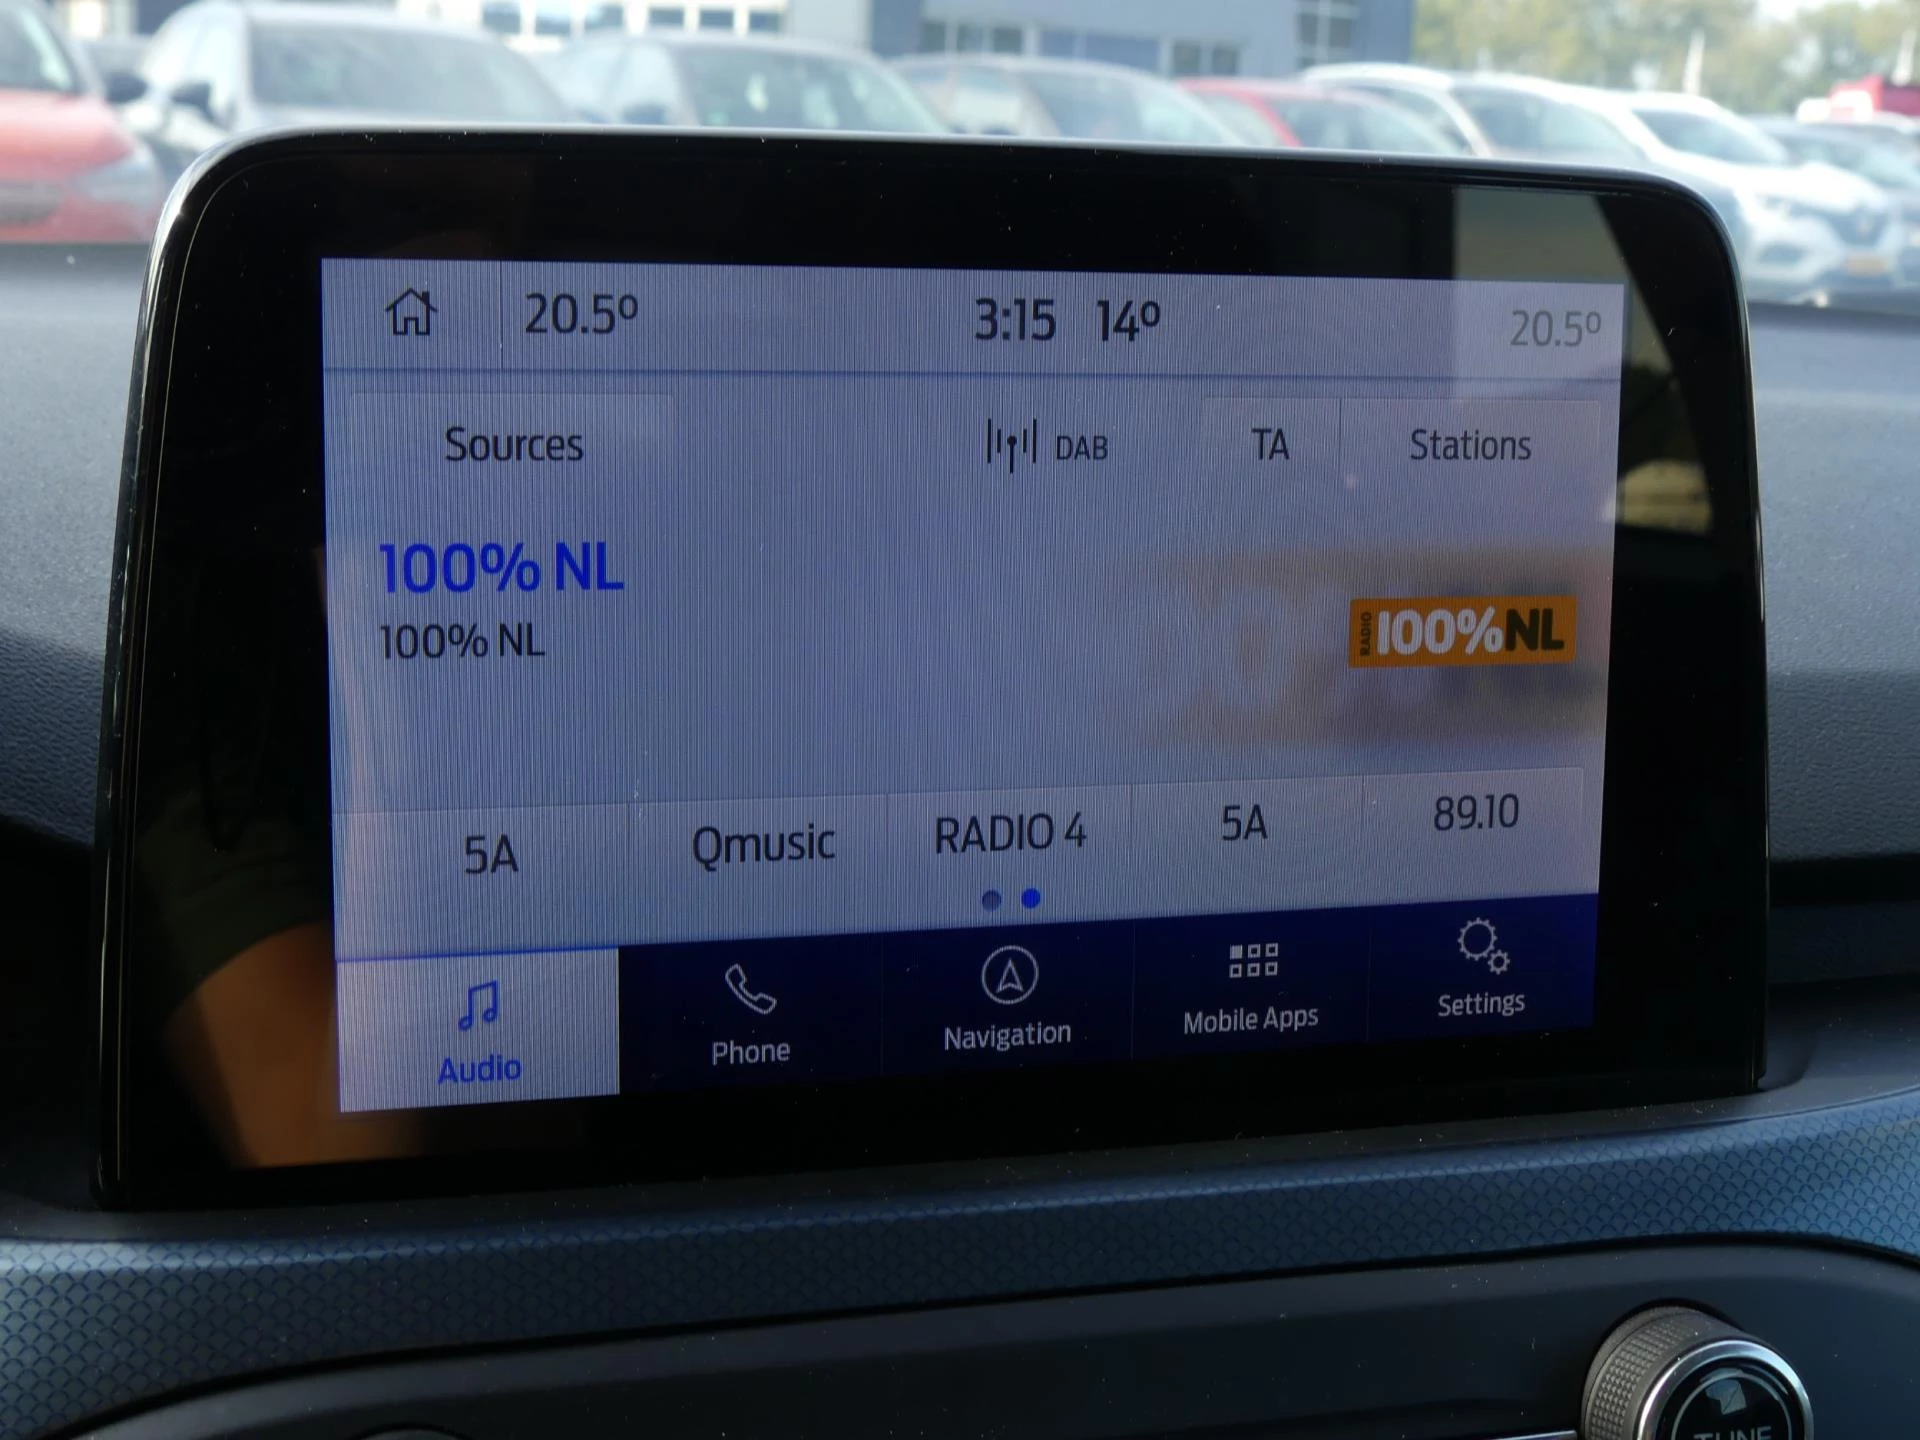 20.5º 3:15 14º 20.5º
Sources DAB TA Stations
100% NL
100% NL
RADIO 100%NL
5A Qmusic RADIO 4 5A 89.10
Audio Phone Navigation Mobile Apps Settings
TUNE